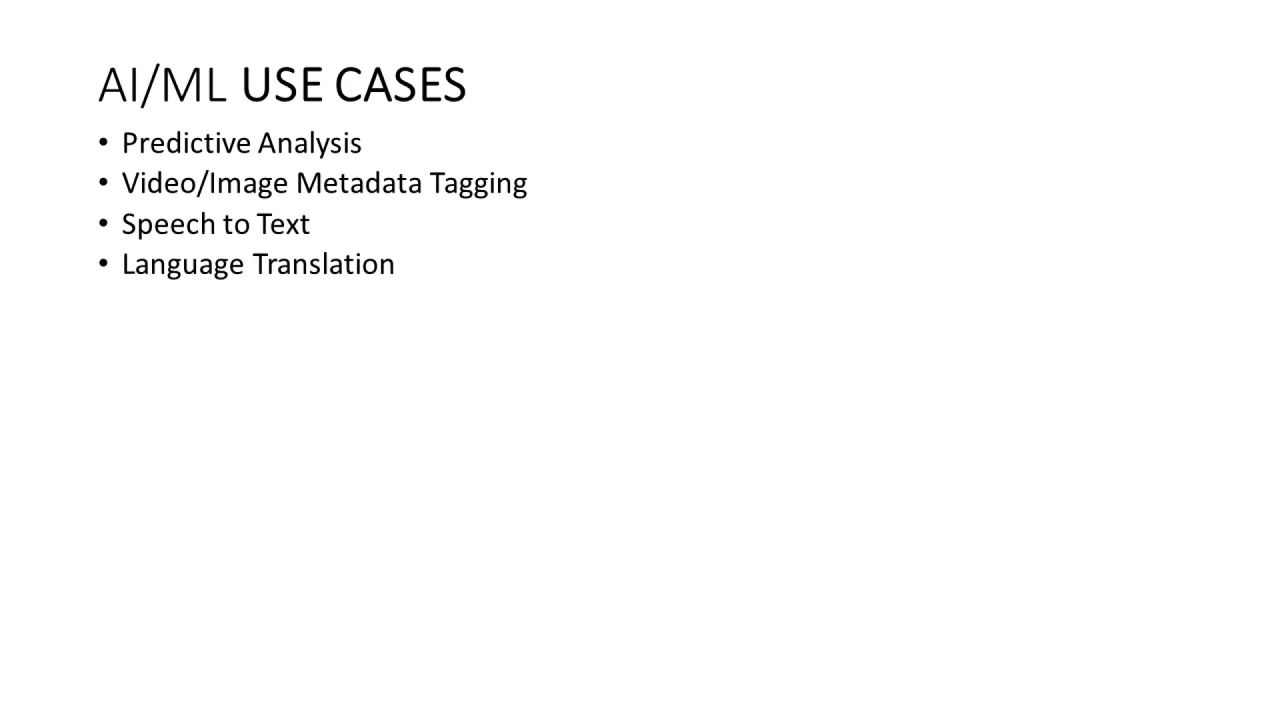 AI/ML USE CASES
• Predictive Analysis
• Video/Image Metadata Tagging
• Speech to Text
• Language Translation